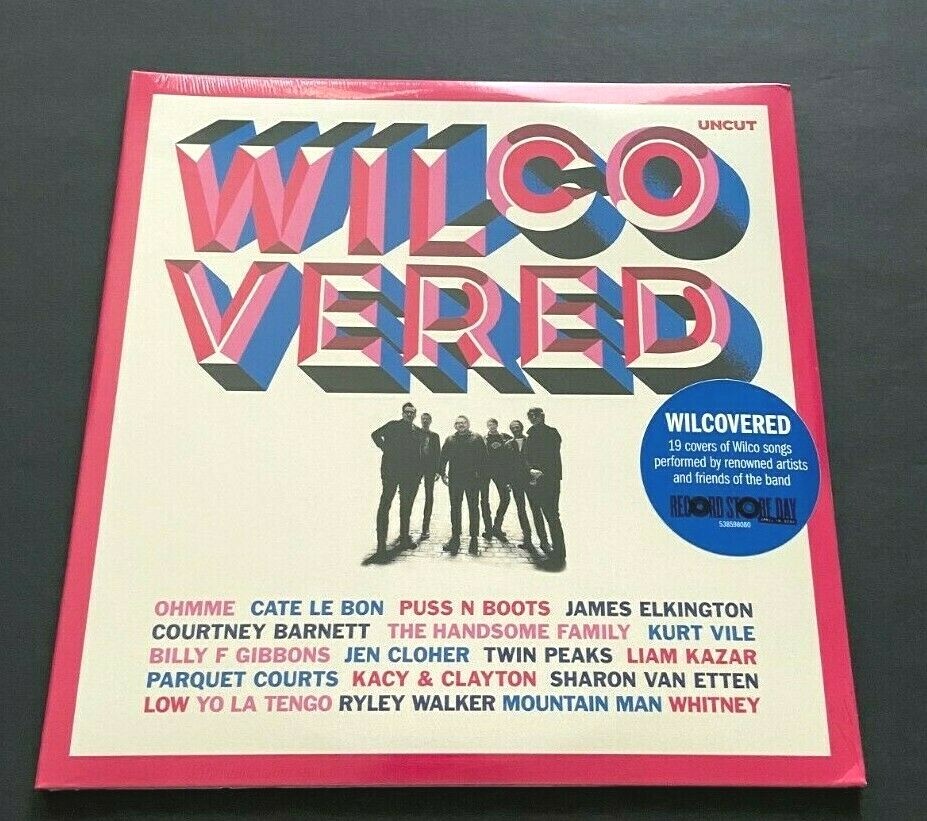 UNCUT
WILCO
VERED
WILCOVERED
19 covers of Wilco songs
performed by renowned artists
and friends of the band
RECORD STORE DAY
538598080
OHMME CATE LE BON PUSS N BOOTS JAMES ELKINGTON
COURTNEY BARNETT THE HANDSOME FAMILY KURT VILE
BILLY F GIBBONS JEN CLOHER TWIN PEAKS LIAM KAZAR
PARQUET COURTS KACY & CLAYTON SHARON VAN ETTEN
LOW YO LA TENGO RYLEY WALKER MOUNTAIN MAN WHITNEY